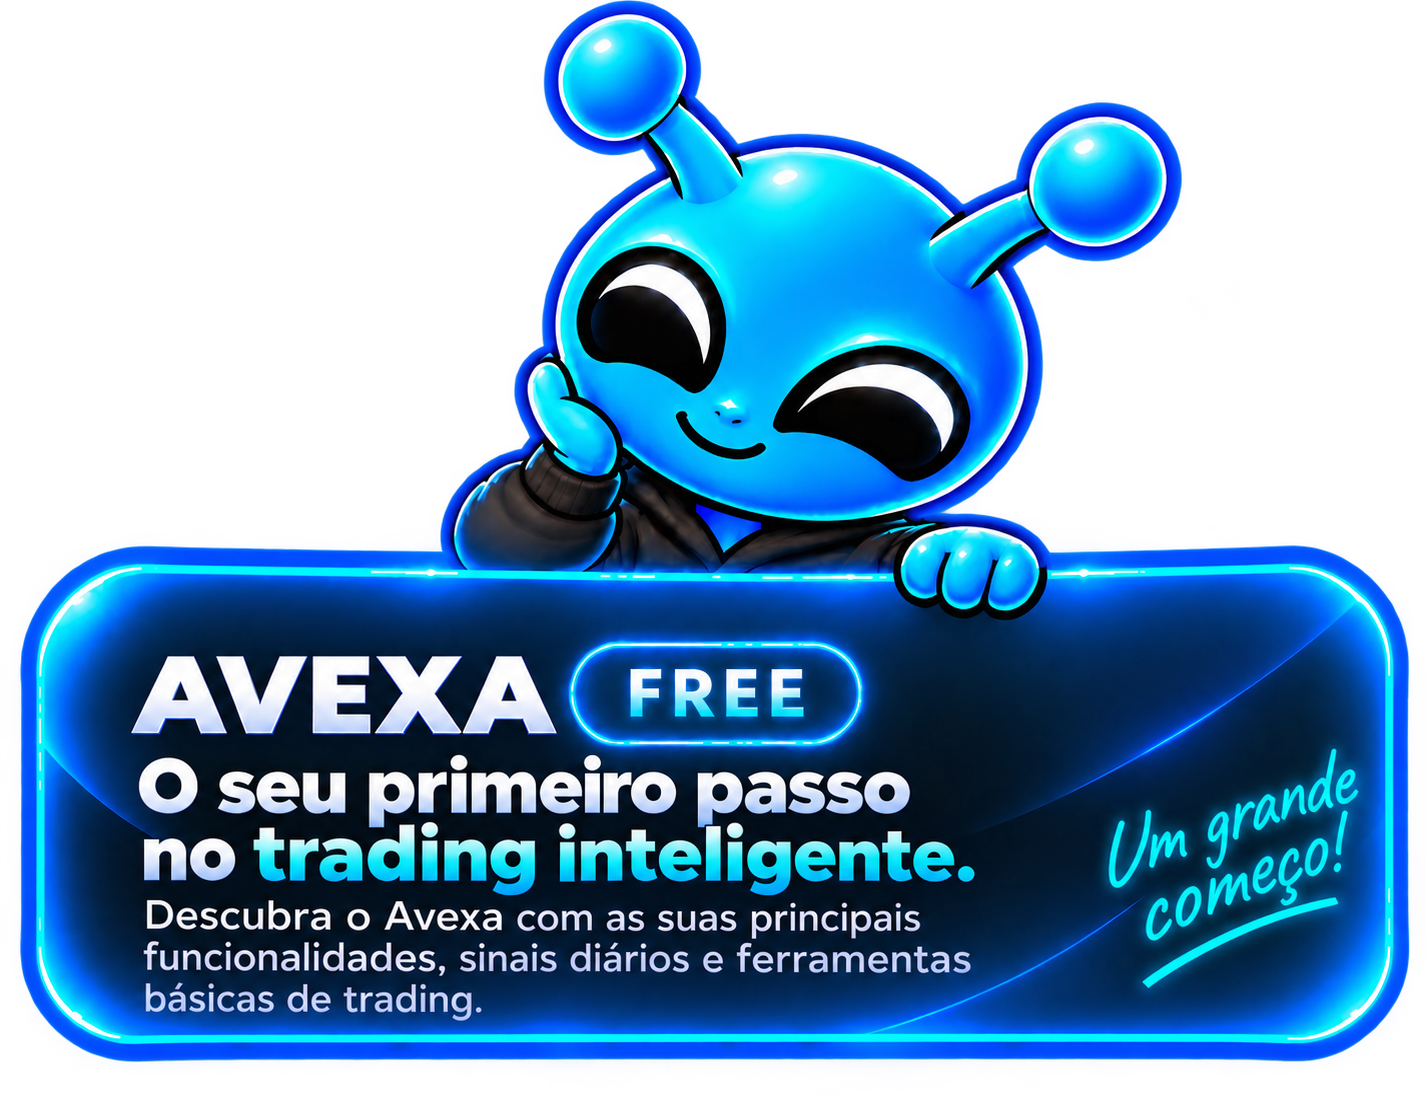 AVEXA FREE
O seu primeiro passo
no trading inteligente.
Descubra o Avexa com as suas principais
funcionalidades, sinais diários e ferramentas
básicas de trading.
Um grande
começo!